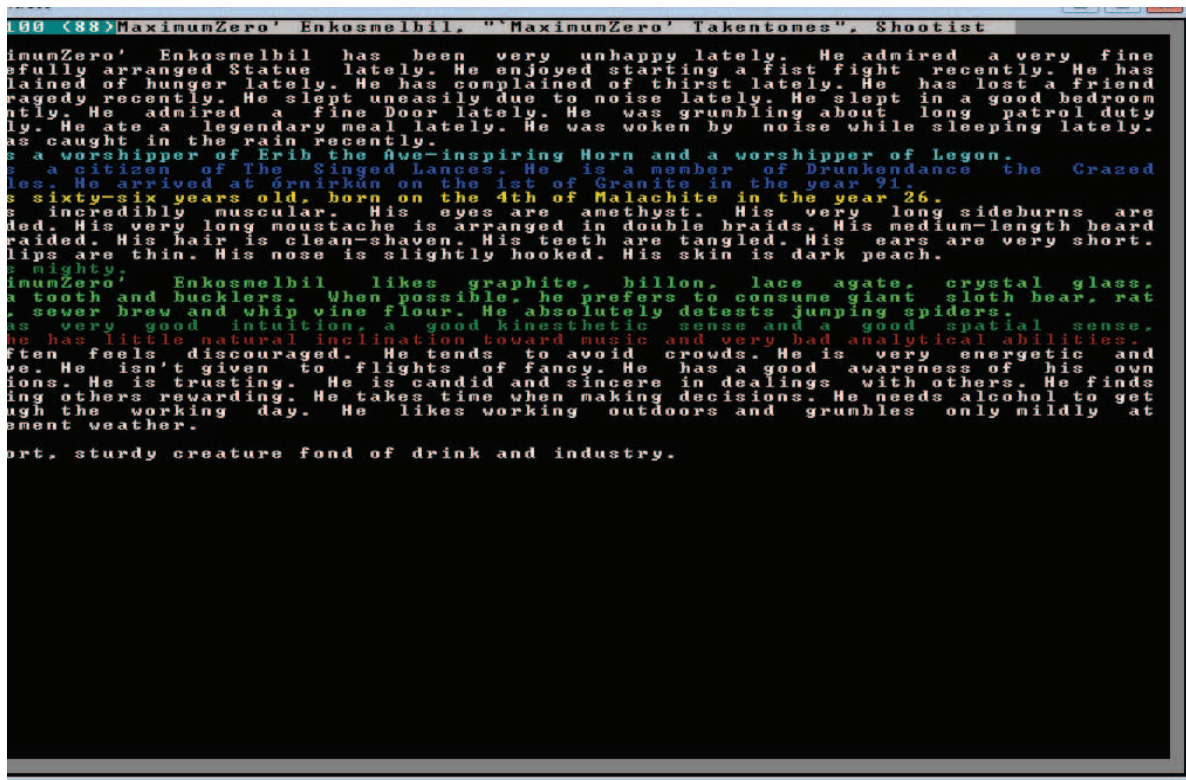 100 (88)MaximumZero' Enkosmelbil, "`MaximumZero' Takentomes", Shootist
imumZero' Enkosmelbil has been very unhappy lately. He admired a very fine
efully arranged Statue lately. He enjoyed starting a fist fight recently. He has
lained of hunger lately. He has complained of thirst lately. He has lost a friend
ragedy recently. He slept uneasily due to noise lately. He slept in a good bedroom
ntly. He admired a fine Door lately. He was grumbling about long patrol duty
ly. He ate a legendary meal lately. He was woken by noise while sleeping lately.
as caught in the rain recently.
s a worshipper of Erib the Awe-inspiring Horn and a worshipper of Legon.
s a citizen of The Singed Lances. He is a member of Drunkendance the Crazed
les. He arrived at órnirkún on the 1st of Granite in the year 91.
s sixty-six years old, born on the 4th of Malachite in the year 26.
s incredibly muscular. His eyes are amethyst. His very long sideburns are
ded. His very long moustache is arranged in double braids. His medium-length beard
raided. His hair is clean-shaven. His teeth are tangled. His ears are very short.
lips are thin. His nose is slightly hooked. His skin is dark peach.
s mighty.
imumZero' Enkosmelbil likes graphite, billon, lace agate, crystal glass,
a tooth and bucklers. When possible, he prefers to consume giant sloth bear, rat
, sewer brew and whip vine flour. He absolutely detests jumping spiders.
as very good intuition, a good kinesthetic sense and a good spatial sense,
he has little natural inclination toward music and very bad analytical abilities.
ften feels discouraged. He tends to avoid crowds. He is very energetic and
ve. He isn't given to flights of fancy. He has a good awareness of his own
ions. He is trusting. He is candid and sincere in dealings with others. He finds
ing others rewarding. He takes time when making decisions. He needs alcohol to get
ugh the working day. He likes working outdoors and grumbles only mildly at
ement weather.
ort, sturdy creature fond of drink and industry.